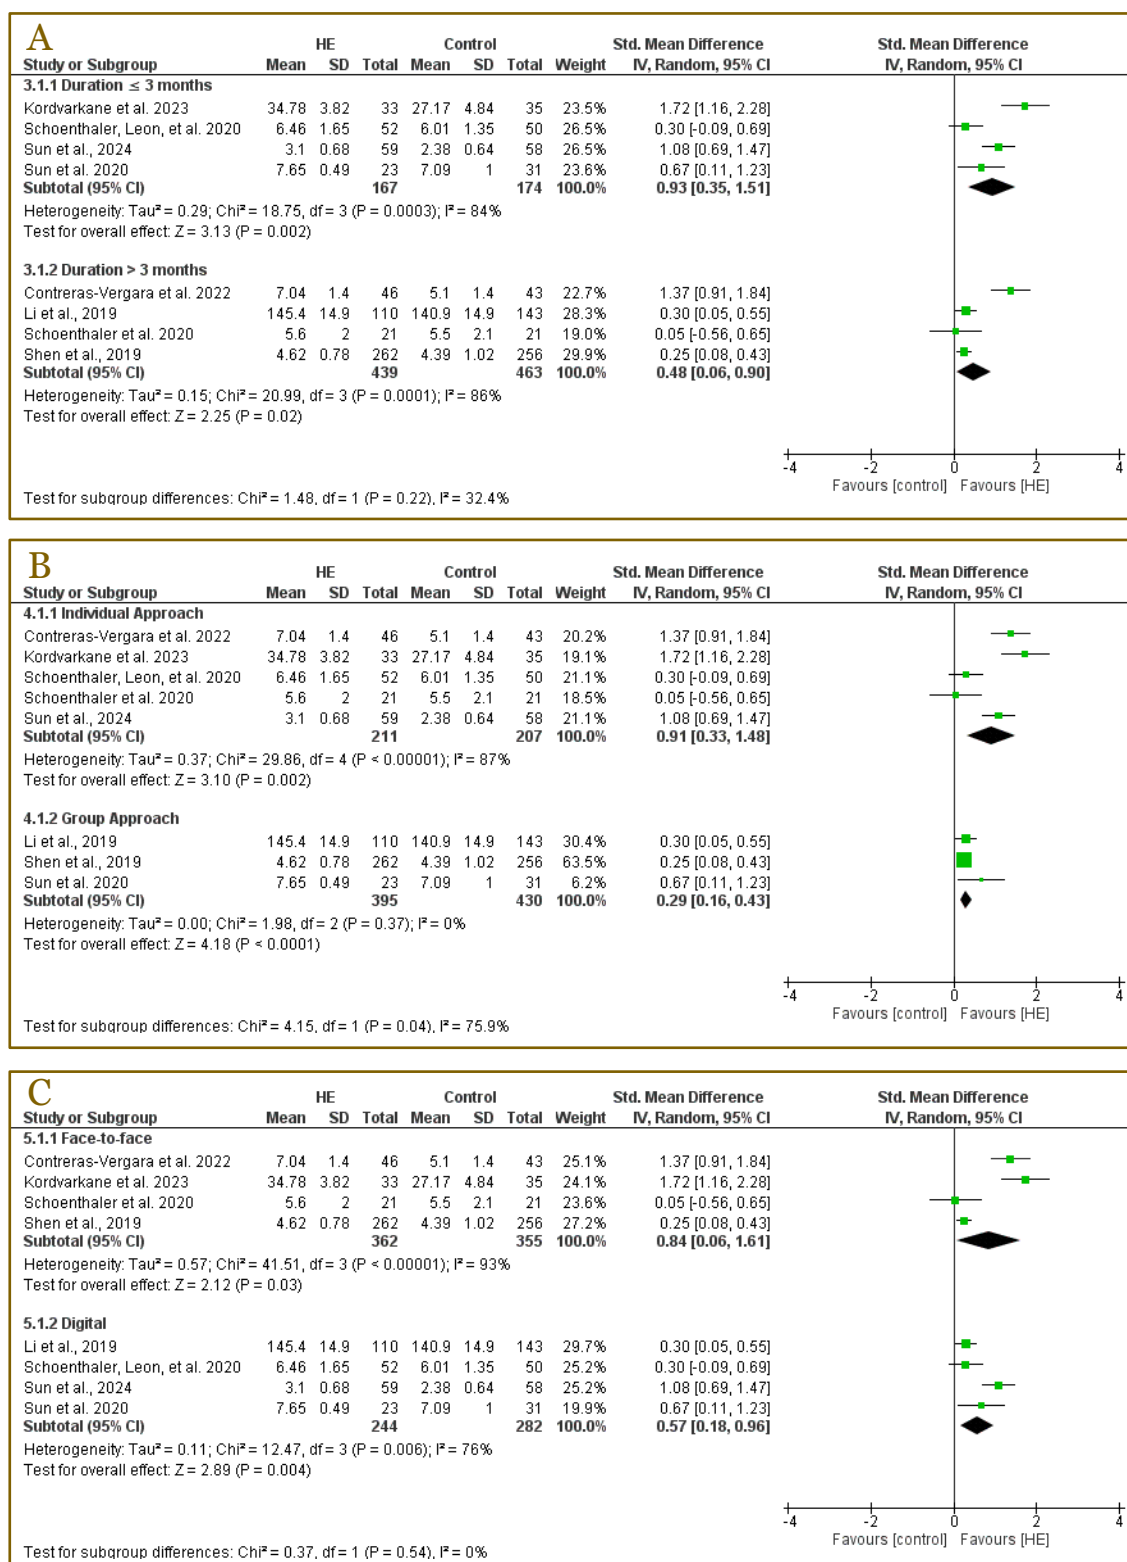 A
HE Control Std. Mean Difference Std. Mean Difference
Study or Subgroup Mean SD Total Mean SD Total Weight IV, Random, 95% CI IV, Random, 95% CI
3.1.1 Duration ≤ 3 months
Kordvarkane et al. 2023 34.78 3.82 33 27.17 4.84 35 23.5% 1.72 [1.16, 2.28]
Schoenthaler, Leon, et al. 2020 6.46 1.65 52 6.01 1.35 50 26.5% 0.30 [-0.09, 0.69]
Sun et al., 2024 3.1 0.68 59 2.38 0.64 58 26.5% 1.08 [0.69, 1.47]
Sun et al. 2020 7.65 0.49 23 7.09 1 31 23.6% 0.67 [0.11, 1.23]
Subtotal (95% CI) 167 174 100.0% 0.93 [0.35, 1.51]
Heterogeneity: Tau² = 0.29; Chi² = 18.75, df = 3 (P = 0.0003); I² = 84%
Test for overall effect: Z = 3.13 (P = 0.002)
3.1.2 Duration > 3 months
Contreras-Vergara et al. 2022 7.04 1.4 46 5.1 1.4 43 22.7% 1.37 [0.91, 1.84]
Li et al., 2019 145.4 14.9 110 140.9 14.9 143 28.3% 0.30 [0.05, 0.55]
Schoenthaler et al. 2020 5.6 2 21 5.5 2.1 21 19.0% 0.05 [-0.56, 0.65]
Shen et al., 2019 4.62 0.78 262 4.39 1.02 256 29.9% 0.25 [0.08, 0.43]
Subtotal (95% CI) 439 463 100.0% 0.48 [0.06, 0.90]
Heterogeneity: Tau² = 0.15; Chi² = 20.99, df = 3 (P = 0.0001); I² = 86%
Test for overall effect: Z = 2.25 (P = 0.02)
-4 -2 0 2 4
Favours [control] Favours [HE]
Test for subgroup differences: Chi² = 1.48, df = 1 (P = 0.22), I² = 32.4%
B
HE Control Std. Mean Difference Std. Mean Difference
Study or Subgroup Mean SD Total Mean SD Total Weight IV, Random, 95% CI IV, Random, 95% CI
4.1.1 Individual Approach
Contreras-Vergara et al. 2022 7.04 1.4 46 5.1 1.4 43 20.2% 1.37 [0.91, 1.84]
Kordvarkane et al. 2023 34.78 3.82 33 27.17 4.84 35 19.1% 1.72 [1.16, 2.28]
Schoenthaler, Leon, et al. 2020 6.46 1.65 52 6.01 1.35 50 21.1% 0.30 [-0.09, 0.69]
Schoenthaler et al. 2020 5.6 2 21 5.5 2.1 21 18.5% 0.05 [-0.56, 0.65]
Sun et al., 2024 3.1 0.68 59 2.38 0.64 58 21.1% 1.08 [0.69, 1.47]
Subtotal (95% CI) 211 207 100.0% 0.91 [0.33, 1.48]
Heterogeneity: Tau² = 0.37; Chi² = 29.86, df = 4 (P < 0.00001); I² = 87%
Test for overall effect: Z = 3.10 (P = 0.002)
4.1.2 Group Approach
Li et al., 2019 145.4 14.9 110 140.9 14.9 143 30.4% 0.30 [0.05, 0.55]
Shen et al., 2019 4.62 0.78 262 4.39 1.02 256 63.5% 0.25 [0.08, 0.43]
Sun et al. 2020 7.65 0.49 23 7.09 1 31 6.2% 0.67 [0.11, 1.23]
Subtotal (95% CI) 395 430 100.0% 0.29 [0.16, 0.43]
Heterogeneity: Tau² = 0.00; Chi² = 1.98, df = 2 (P = 0.37); I² = 0%
Test for overall effect: Z = 4.18 (P < 0.0001)
-4 -2 0 2 4
Favours [control] Favours [HE]
Test for subgroup differences: Chi² = 4.15, df = 1 (P = 0.04), I² = 75.9%
C
HE Control Std. Mean Difference Std. Mean Difference
Study or Subgroup Mean SD Total Mean SD Total Weight IV, Random, 95% CI IV, Random, 95% CI
5.1.1 Face-to-face
Contreras-Vergara et al. 2022 7.04 1.4 46 5.1 1.4 43 25.1% 1.37 [0.91, 1.84]
Kordvarkane et al. 2023 34.78 3.82 33 27.17 4.84 35 24.1% 1.72 [1.16, 2.28]
Schoenthaler et al. 2020 5.6 2 21 5.5 2.1 21 23.6% 0.05 [-0.56, 0.65]
Shen et al., 2019 4.62 0.78 262 4.39 1.02 256 27.2% 0.25 [0.08, 0.43]
Subtotal (95% CI) 362 355 100.0% 0.84 [0.06, 1.61]
Heterogeneity: Tau² = 0.57; Chi² = 41.51, df = 3 (P < 0.00001); I² = 93%
Test for overall effect: Z = 2.12 (P = 0.03)
5.1.2 Digital
Li et al., 2019 145.4 14.9 110 140.9 14.9 143 29.7% 0.30 [0.05, 0.55]
Schoenthaler, Leon, et al. 2020 6.46 1.65 52 6.01 1.35 50 25.2% 0.30 [-0.09, 0.69]
Sun et al., 2024 3.1 0.68 59 2.38 0.64 58 25.2% 1.08 [0.69, 1.47]
Sun et al. 2020 7.65 0.49 23 7.09 1 31 19.9% 0.67 [0.11, 1.23]
Subtotal (95% CI) 244 282 100.0% 0.57 [0.18, 0.96]
Heterogeneity: Tau² = 0.11; Chi² = 12.47, df = 3 (P = 0.006); I² = 76%
Test for overall effect: Z = 2.89 (P = 0.004)
-4 -2 0 2 4
Favours [control] Favours [HE]
Test for subgroup differences: Chi² = 0.37, df = 1 (P = 0.54), I² = 0%